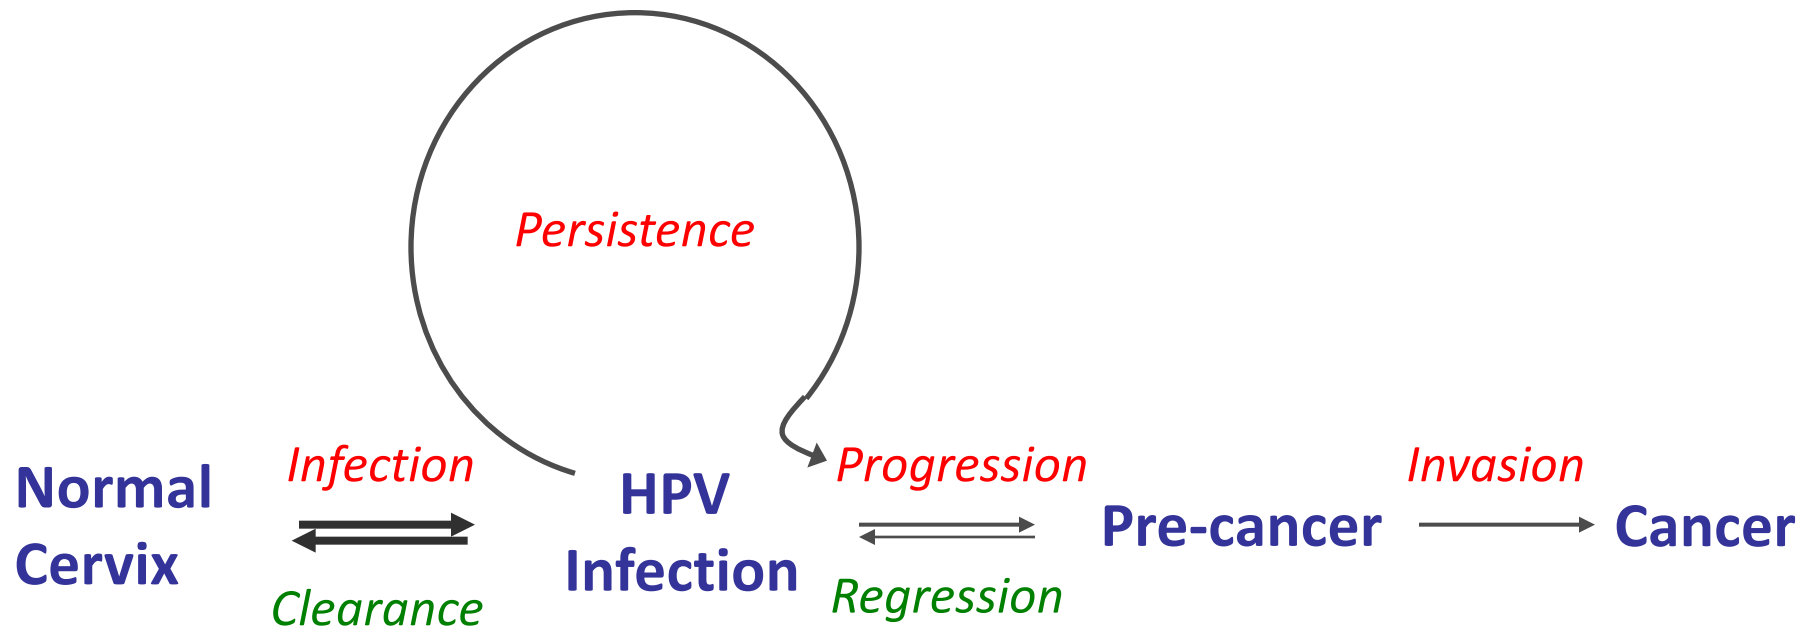 Persistence
Normal
Cervix
Infection
Clearance
HPV
Infection
Progression
Regression
Pre-cancer
Invasion
Cancer